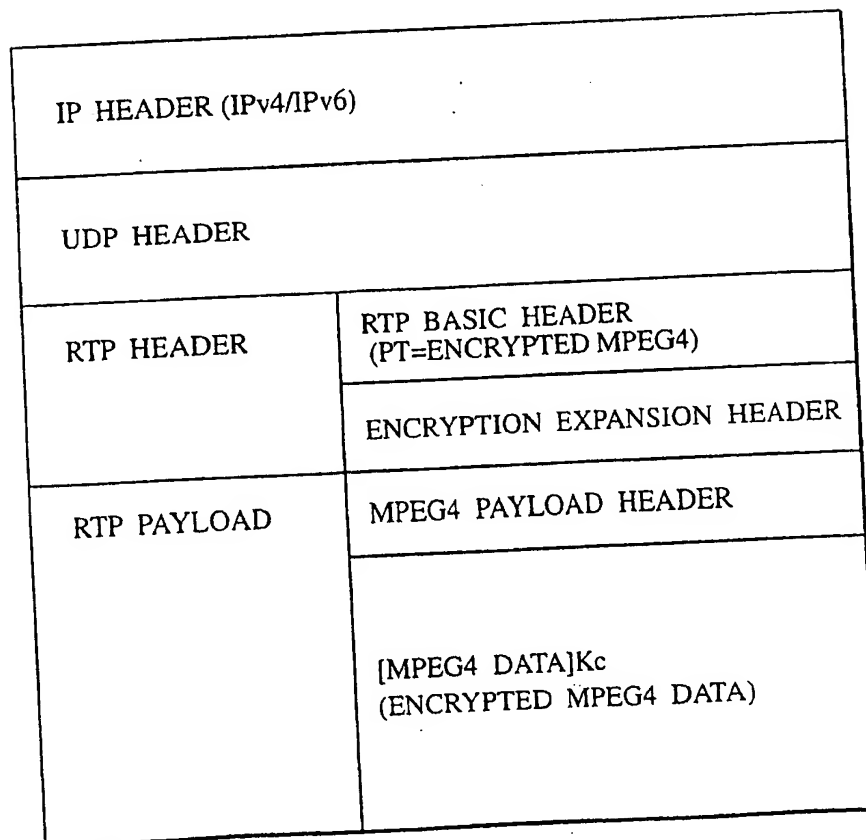 IP HEADER (IPv4/IPv6)
UDP HEADER
RTP HEADER
RTP BASIC HEADER
(PT=ENCRYPTED MPEG4)
ENCRYPTION EXPANSION HEADER
RTP PAYLOAD
MPEG4 PAYLOAD HEADER
[MPEG4 DATA]Kc
(ENCRYPTED MPEG4 DATA)